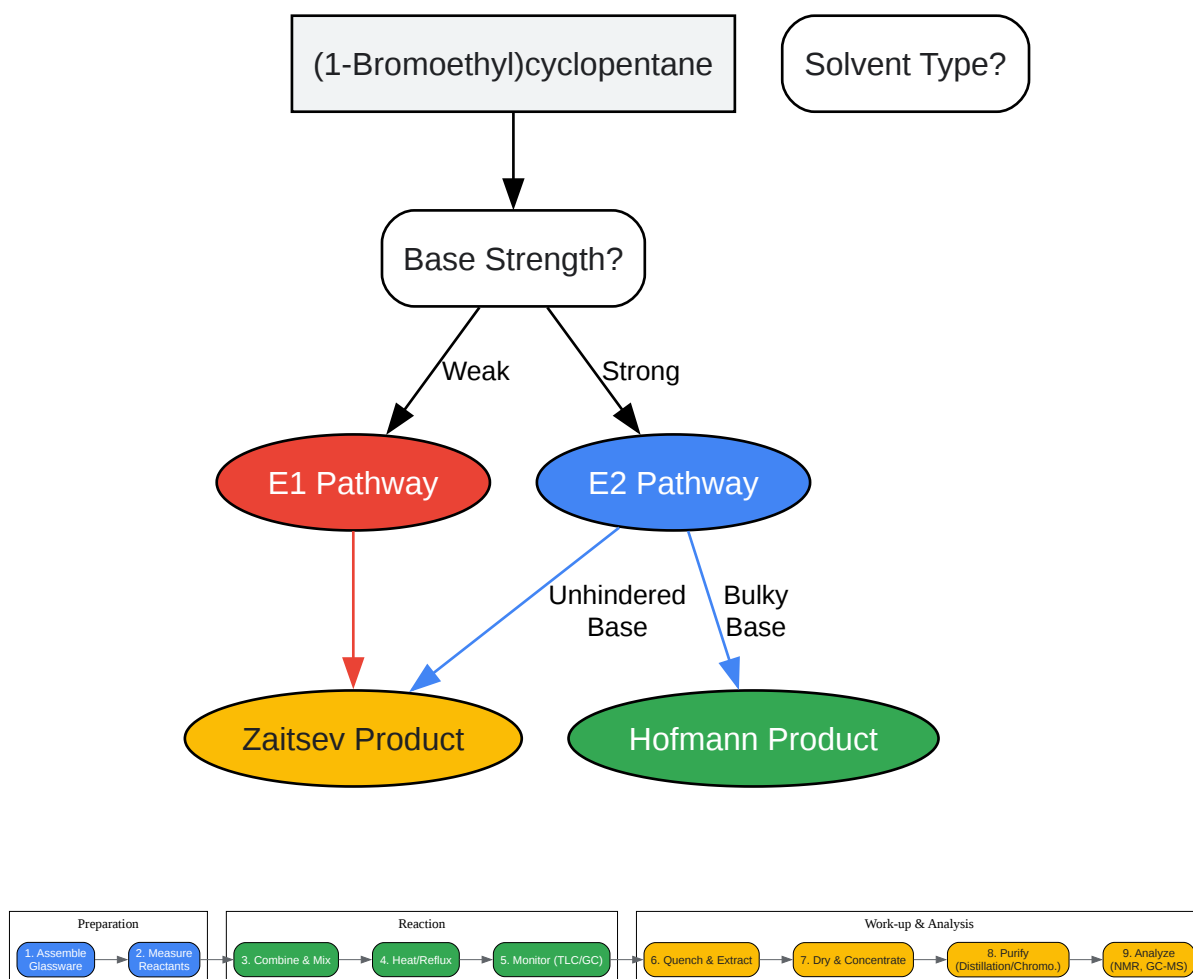 (1-Bromoethyl)cyclopentane
Solvent Type?
Base Strength?
Weak
Strong
E1 Pathway
E2 Pathway
Unhindered
Base
Bulky
Base
Zaitsev Product
Hofmann Product
Preparation
Reaction
Work-up & Analysis
1. Assemble
Glassware
2. Measure
Reactants
3. Combine & Mix
4. Heat/Reflux
5. Monitor (TLC/GC)
6. Quench & Extract
7. Dry & Concentrate
8. Purify
(Distillation/Chromo.)
9. Analyze
(NMR, GC-MS)